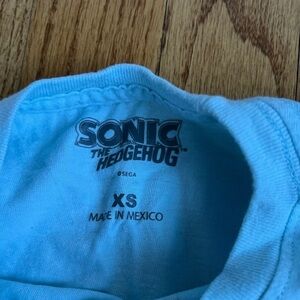 SONIC
THE
HEDGEHOG
©SEGA
XS
MADE IN MEXICO